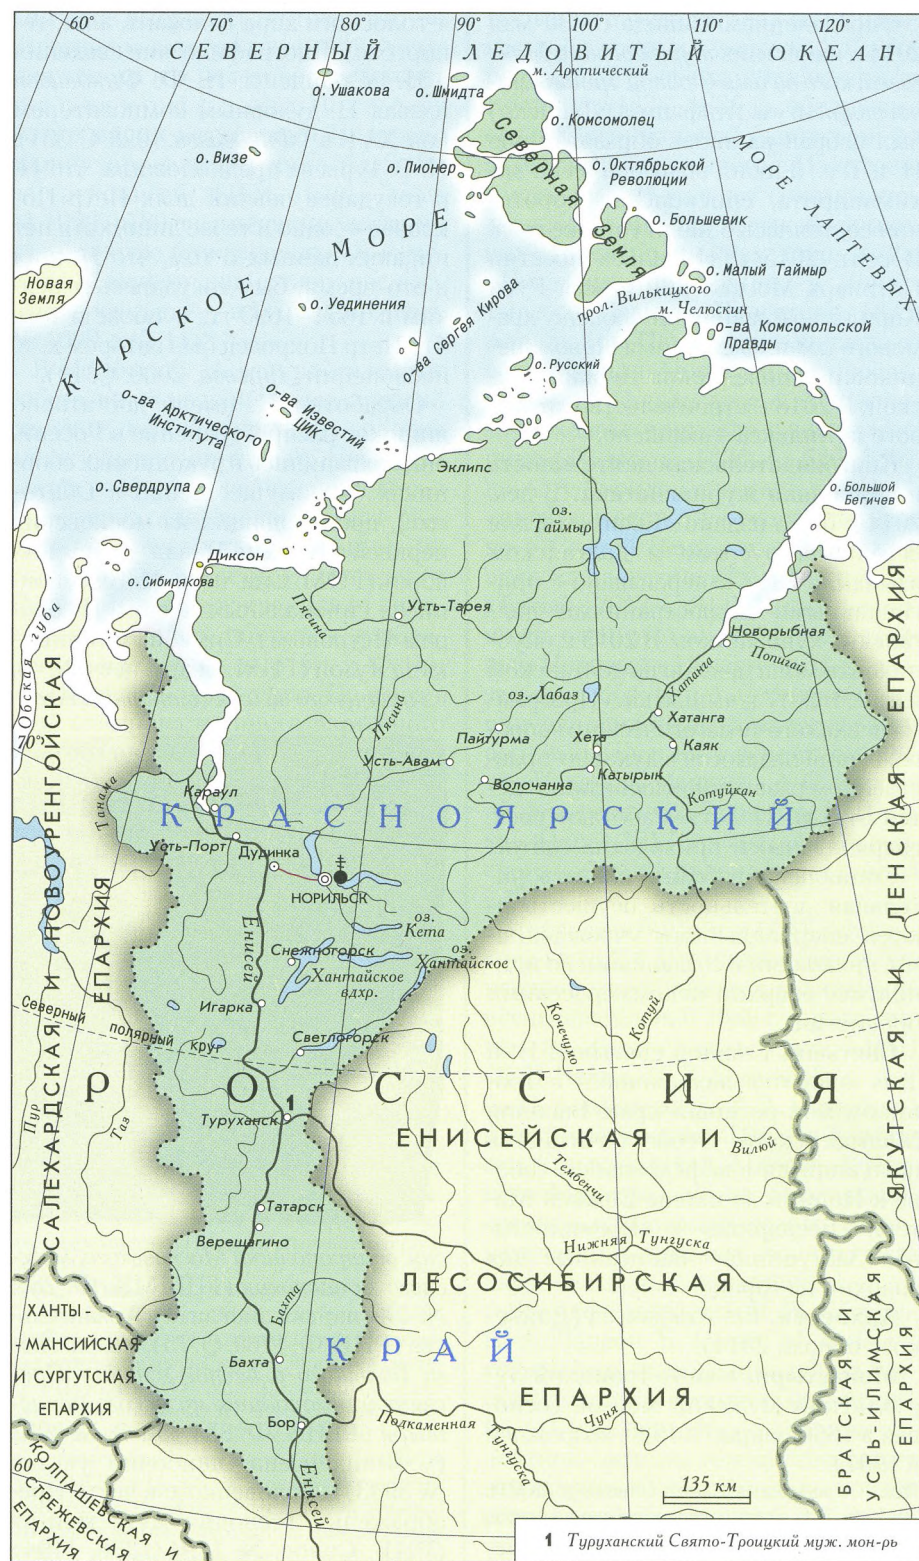 60°
70°
80°
90°
100°
110°
120°
СЕВЕРНЫЙ ЛЕДОВИТЫЙ ОКЕАН
м. Арктический
о.Ушакова
о.Шмидта
о.Комсомолец
Северная
Земля
о.Визе
о.Пионер
о.Октябрьской
Революции
МОРЕ ЛАПТЕВЫХ
о.Большевик
о.Малый Таймыр
Новая
Земля
КАРСКОЕ МОРЕ
о.Уединения
о-ва Сергея Кирова
прол. Вилькицкого
м. Челюскин
о-ва Комсомольской
Правды
о.Русский
о-ва Арктического
Института
о-ва Известий
ЦИК
Эклипс
о.Свердрупа
о.Большой
Бегичев
оз.
Таймыр
Диксон
о.Сибирякова
Пясина
Усть-Тарея
Обская губа
Новорыбная
Попигай
Хатанга
оз. Лабаз
Пясина
Хатанга
Пайтурма
Хета
Каяк
70°
Усть-Авам
Катырык
Волочанка
Котуйкан
Танама
Караул
КРАСНОЯРСКИЙ
Усть-Порт
Дудинка
НОРИЛЬСК
Енисей
оз.
Кета
Снежногорск
оз.
Хантайское
Хантайское
вдхр.
Игарка
Северный полярный круг
Светлогорск
Кочечумо
Котуй
САЛЕХАРДСКАЯ И НОВОУРЕНГОЙСКАЯ
ЕПАРХИЯ
ЯКУТСКАЯ И ЛЕНСКАЯ ЕПАРХИЯ
РОССИЯ
Пур
Таз
1
Туруханск
ЕНИСЕЙСКАЯ И
Вилюй
Тембенчи
Татарск
Верещагино
Нижняя Тунгуска
ЛЕСОСИБИРСКАЯ
Бахта
ХАНТЫ-
-МАНСИЙСКАЯ
И СУРГУТСКАЯ
ЕПАРХИЯ
КРАЙ
Бахта
ЕПАРХИЯ
Бор
Подкаменная
Тунгуска
Чуня
БРАТСКАЯ И
УСТЬ-ИЛИМСКАЯ
ЕПАРХИЯ
60°
КОЛПАШЕВСКАЯ И
СТРЕЖЕВСКАЯ
ЕПАРХИЯ
Енисей
135 км
1 Туруханский Свято-Троицкий муж. мон-рь